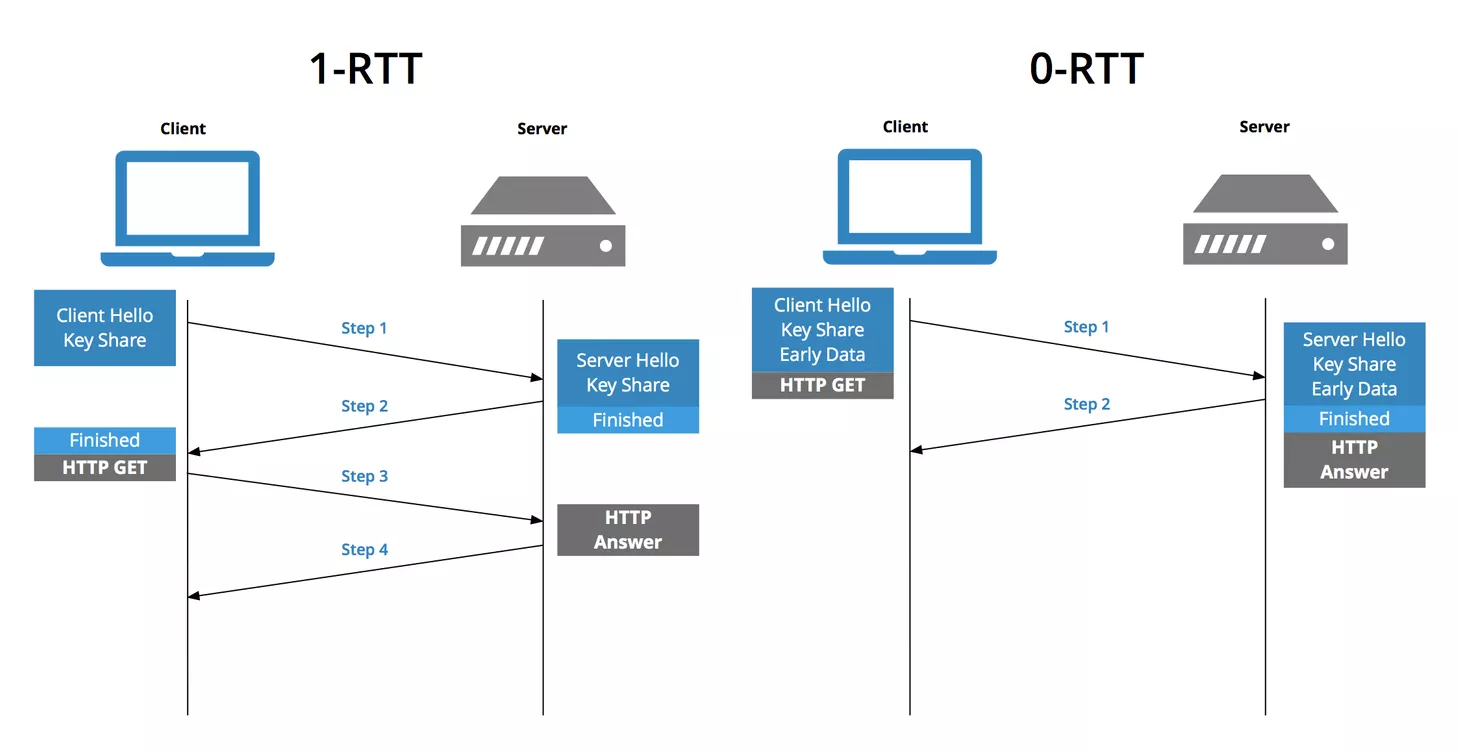 1-RTT
Client
Server
Client Hello
Key Share
Step 1
Server Hello
Key Share
Finished
Step 2
Finished
HTTP GET
Step 3
HTTP
Answer
Step 4
0-RTT
Client
Server
Client Hello
Key Share
Early Data
HTTP GET
Step 1
Server Hello
Key Share
Early Data
Finished
HTTP
Answer
Step 2